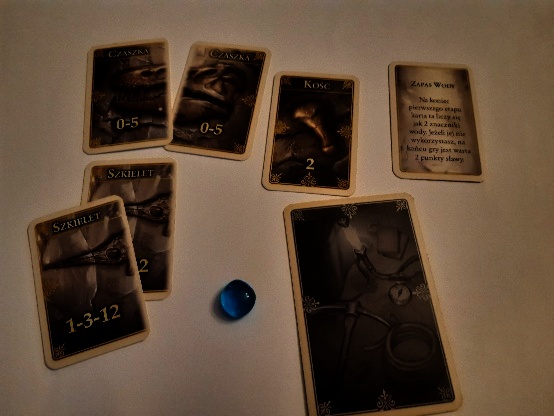 CZASZKA
0-5
CZASZKA
0-5
KOŚĆ
2
ZAPAS WODY
Na koniec
pierwszego etapu
karta ta liczy się
jak 2 znaczniki
wody. Jeżeli jej nie
wykorzystasz, na
końcu gry jest warta
2 punkty sławy.
SZKIELET
2
SZKIELET
1-3-12